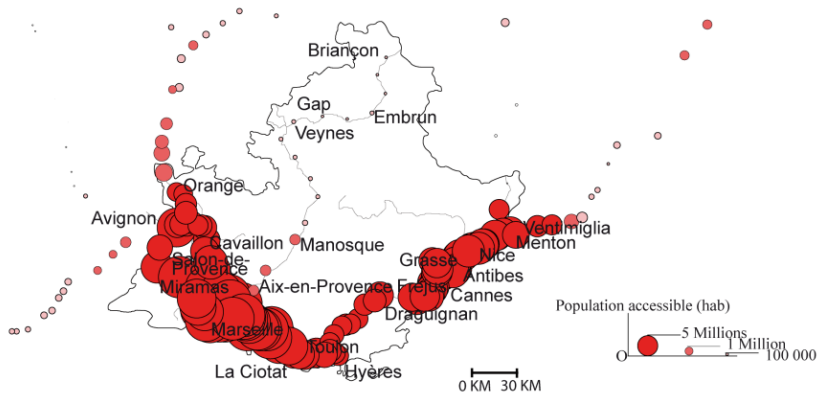 Briançon
Gap
Embrun
Veynes
Orange
Avignon
Ventimiglia
Cavaillon
Manosque
Menton
Salon-de-
Provence
Grasse
Nice
Miramas
Aix-en-Provence
Fréjus
Antibes
Cannes
Draguignan
Marseille
Toulon
La Ciotat
Hyères
0 KM 30 KM
Population accessible (hab)
5 Millions
1 Million
O
100 000